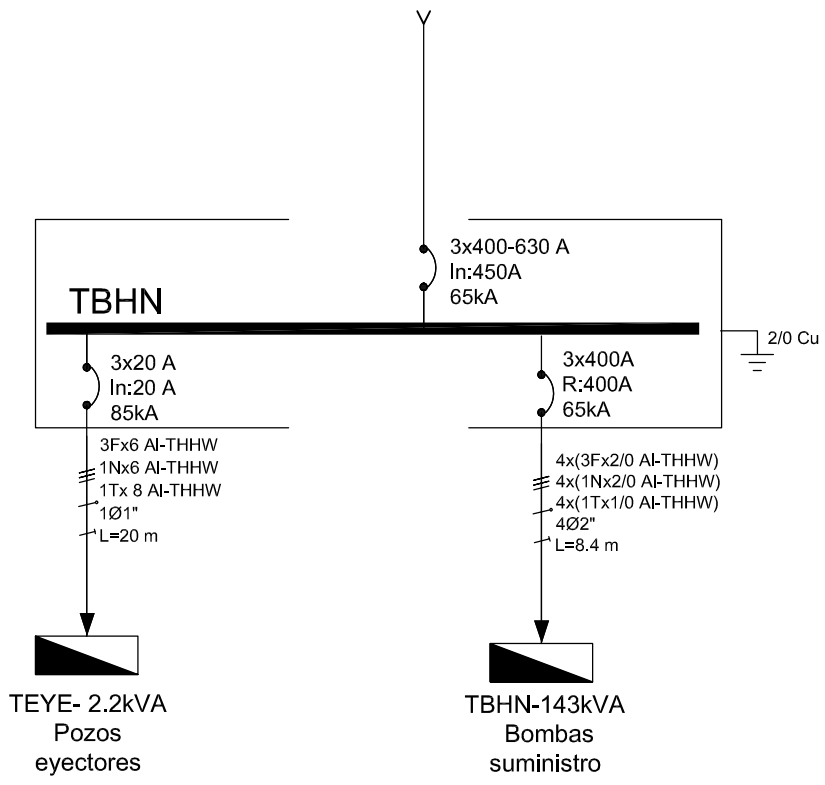 3x400-630 A
In:450A
65kA
TBHN
2/0 Cu
3x20 A
In:20 A
85kA
3x400A
R:400A
65kA
3Fx6 Al-THHW
1Nx6 Al-THHW
1Tx 8 Al-THHW
1Ø1"
L=20 m
4x(3Fx2/0 Al-THHW)
4x(1Nx2/0 Al-THHW)
4x(1Tx1/0 Al-THHW)
4Ø2"
L=8.4 m
TEYE- 2.2kVA
Pozos
eyectores
TBHN-143kVA
Bombas
suministro